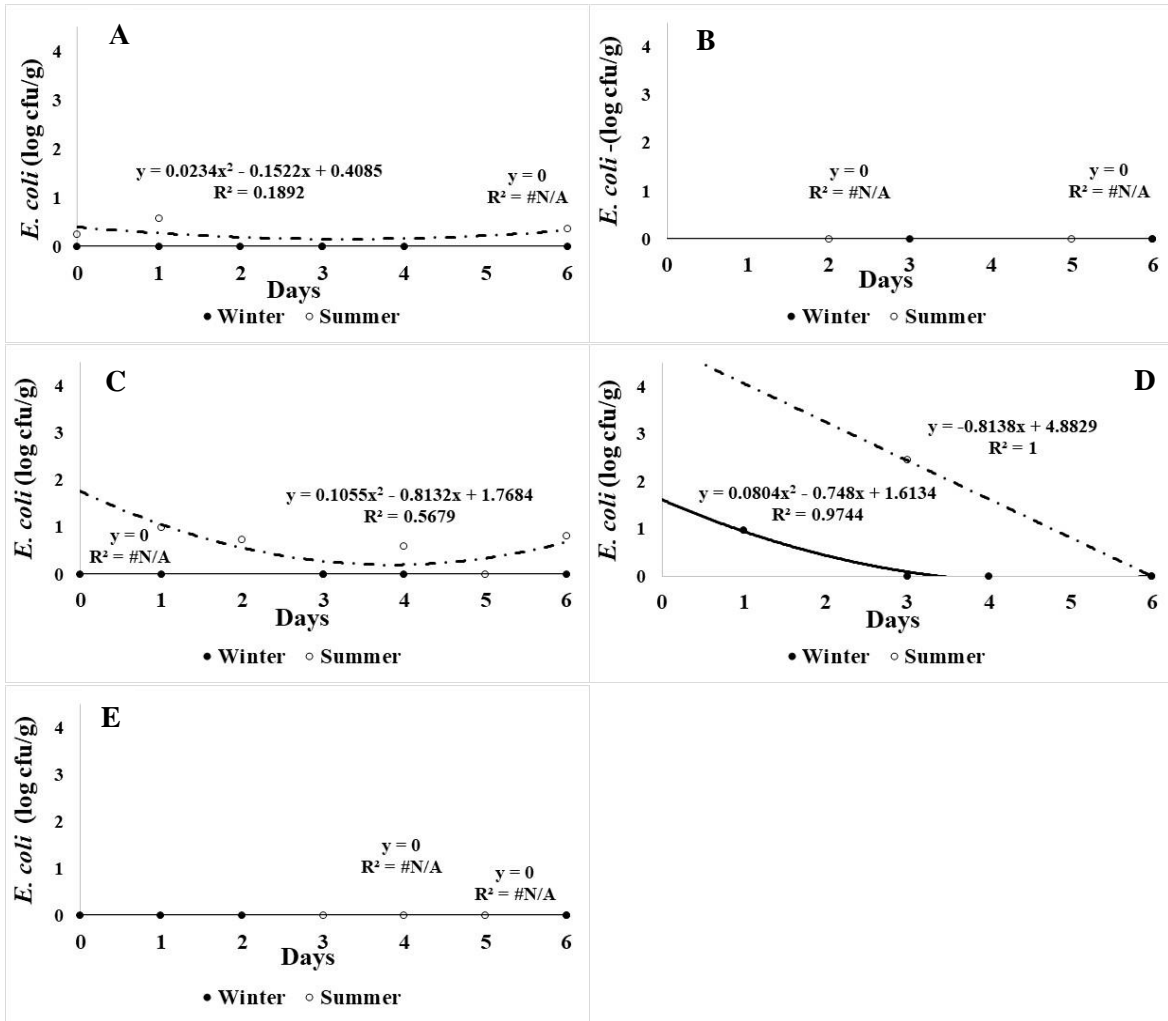 A
E. coli (log cfu/g)
4
3
2
1
0
y = 0.0234x² - 0.1522x + 0.4085
R² = 0.1892
y = 0
R² = #N/A
0 1 2 3 4 5 6
Days
Winter Summer
B
E. coli -(log cfu/g)
4
3
2
1
0
y = 0
R² = #N/A
y = 0
R² = #N/A
0 1 2 3 4 5 6
Days
Winter Summer
C
E. coli (log cfu/g)
4
3
2
1
0
y = 0.1055x² - 0.8132x + 1.7684
R² = 0.5679
y = 0
R² = #N/A
0 1 2 3 4 5 6
Days
Winter Summer
D
E. coli (log cfu/g)
4
3
2
1
0
y = -0.8138x + 4.8829
R² = 1
y = 0.0804x² - 0.748x + 1.6134
R² = 0.9744
0 1 2 3 4 5 6
Days
Winter Summer
E
E. coli (log cfu/g)
4
3
2
1
0
y = 0
R² = #N/A
y = 0
R² = #N/A
0 1 2 3 4 5 6
Days
Winter Summer